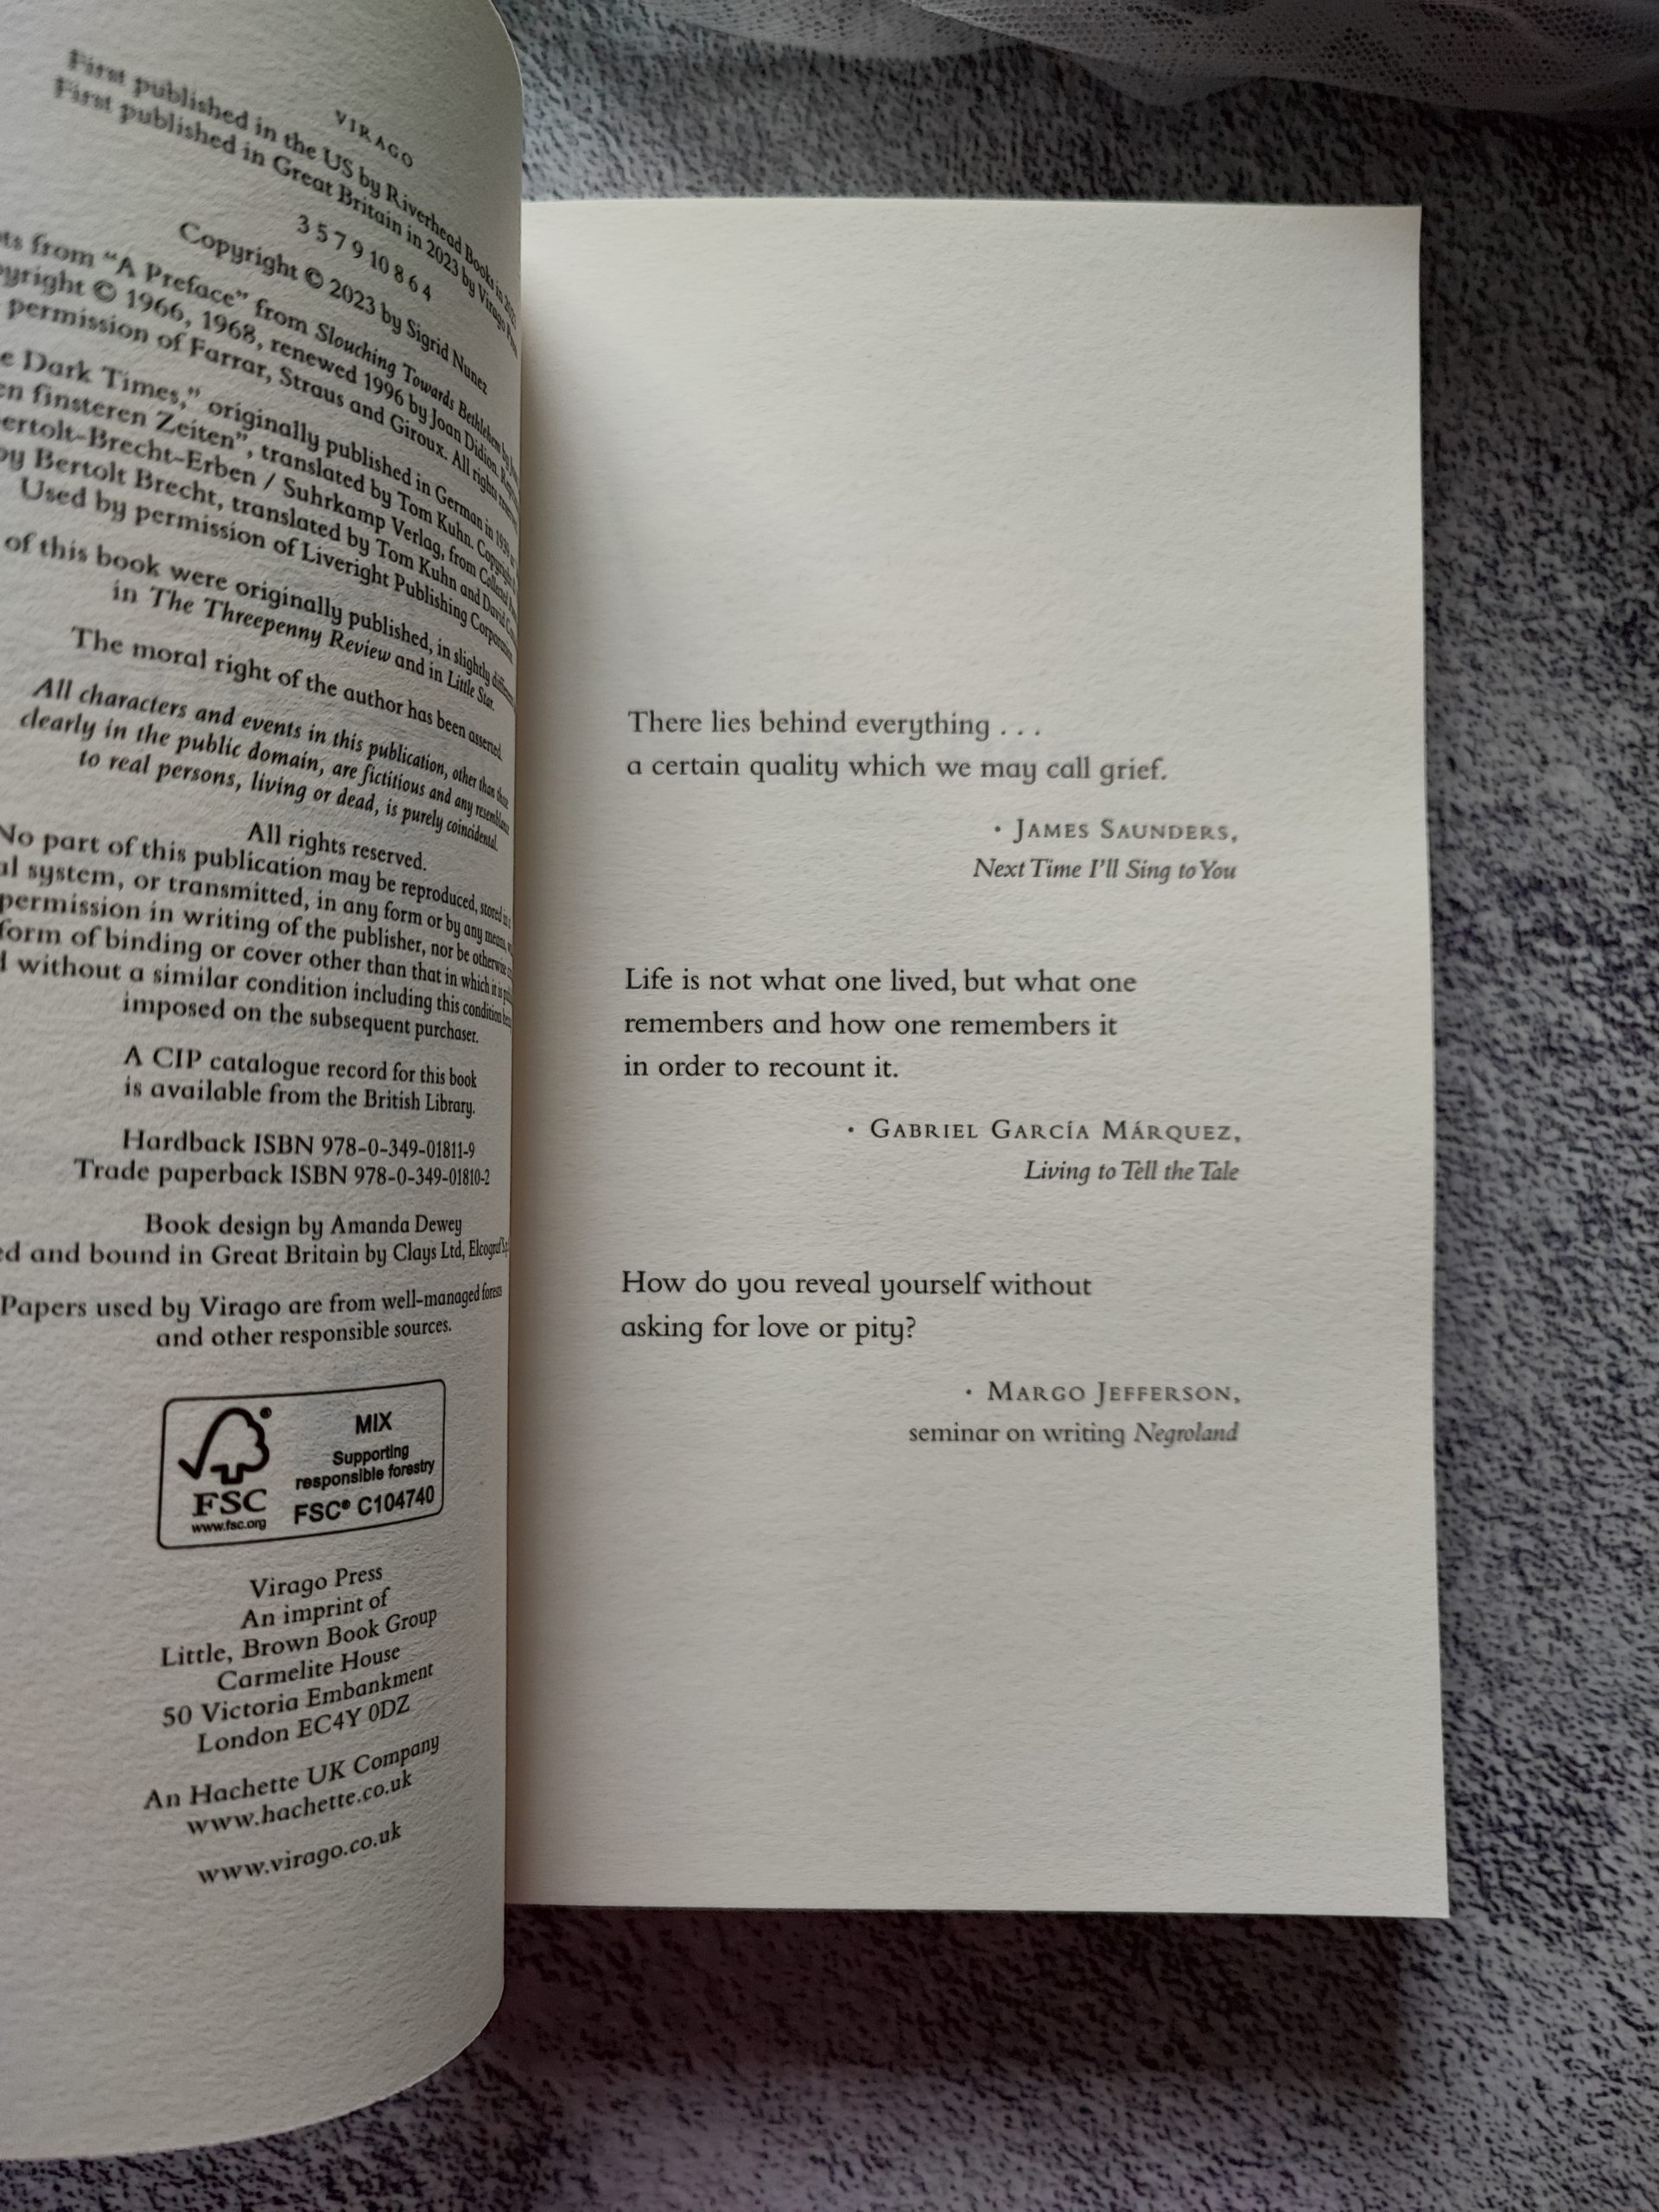 VIRAGO
First published in the US by Riverhead Books in
First published in Great Britain in 2023 by Virago
3 5 7 9 10 8 6 4
Copyright © 2023 by Sigrid Nunez
from “A Preface” from Slouching Towards Bethlehem by
© 1966, 1968, renewed 1996 by Joan Didion.
permission of Farrar, Straus and Giroux. All rights
Dark Times,” originally published in German in 1939
finsteren Zeiten”, translated by Tom Kuhn. Copyright
Bertolt-Brecht-Erben / Suhrkamp Verlag, from Collected
by Bertolt Brecht, translated by Tom Kuhn and David
Used by permission of Liveright Publishing Corporation.
of this book were originally published, in slightly
in The Threepenny Review and in Little Star.
The moral right of the author has been asserted.
All characters and events in this publication, other than those
clearly in the public domain, are fictitious and any
to real persons, living or dead, is purely coincidental.
All rights reserved.
No part of this publication may be reproduced, stored in a
system, or transmitted, in any form or by any means,
permission in writing of the publisher, nor be otherwise
form of binding or cover other than that in which it is
without a similar condition including this condition
imposed on the subsequent purchaser.
A CIP catalogue record for this book
is available from the British Library.
Hardback ISBN 978-0-349-01811-9
Trade paperback ISBN 978-0-349-01810-2
Book design by Amanda Dewey
and bound in Great Britain by Clays Ltd, Elcograf
Papers used by Virago are from well-managed forests
and other responsible sources.
MIX
Supporting
responsible forestry
FSC® C104740
FSC
www.fsc.org
Virago Press
An imprint of
Little, Brown Book Group
Carmelite House
50 Victoria Embankment
London EC4Y 0DZ
An Hachette UK Company
www.hachette.co.uk
www.virago.co.uk
There lies behind everything . . .
a certain quality which we may call grief.
• JAMES SAUNDERS,
Next Time I’ll Sing to You
Life is not what one lived, but what one
remembers and how one remembers it
in order to recount it.
• GABRIEL GARCÍA MÁRQUEZ,
Living to Tell the Tale
How do you reveal yourself without
asking for love or pity?
• MARGO JEFFERSON,
seminar on writing Negroland